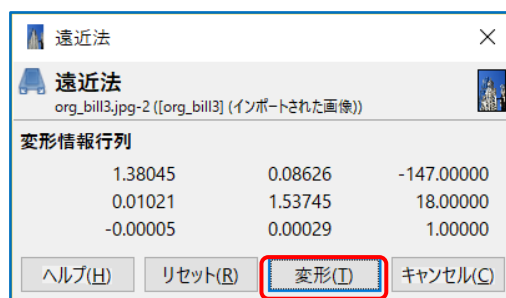 遠近法
遠近法
org_bill3.jpg-2 ([org_bill3] (インポートされた画像))
変形情報行列
1.38045 0.08626 -147.00000
0.01021 1.53745 18.00000
-0.00005 0.00029 1.00000
ヘルプ(H) リセット(R) 変形(T) キャンセル(C)